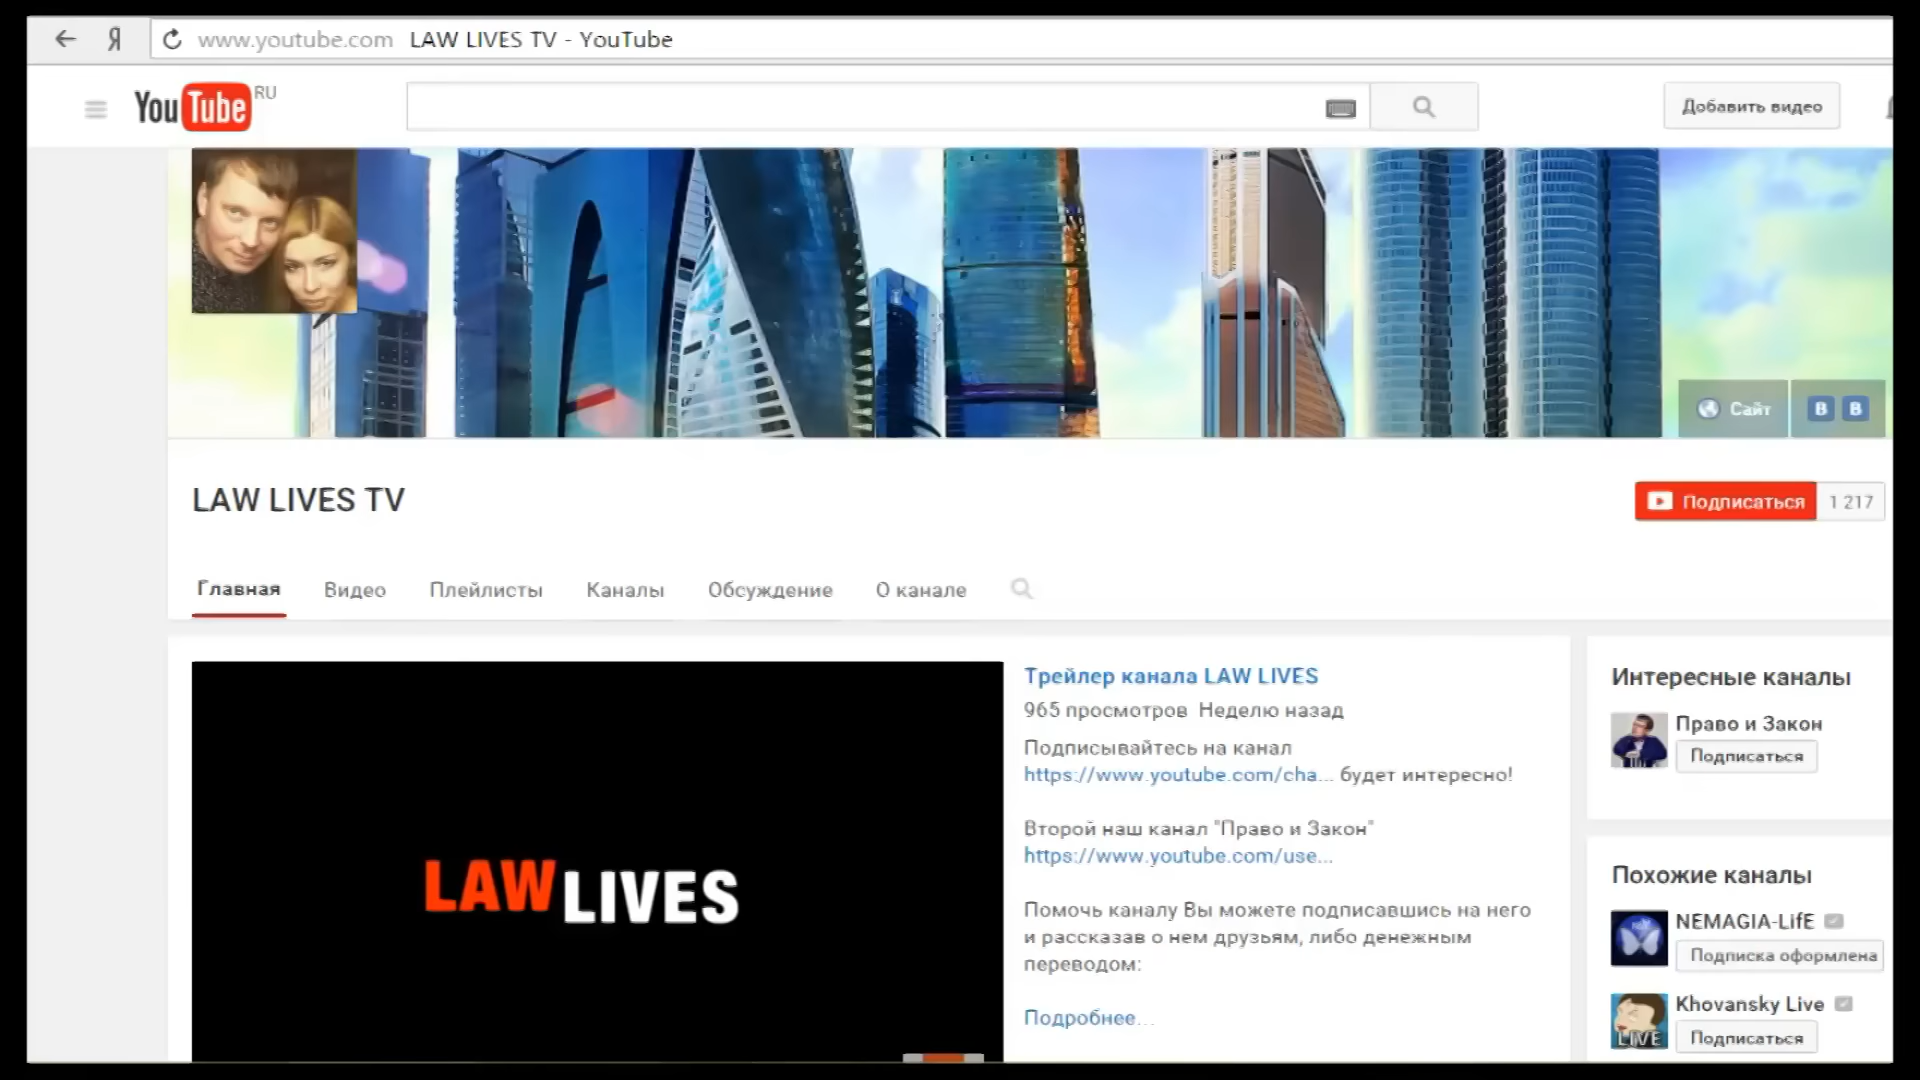 www.youtube.com LAW LIVES TV - YouTube
YouTube RU
Добавить видео
Сайт
B B
LAW LIVES TV
Подписаться 1 217
Главная Видео Плейлисты Каналы Обсуждение О канале
LAW LIVES
Трейлер канала LAW LIVES
965 просмотров Неделю назад
Подписывайтесь на канал
https://www.youtube.com/cha... будет интересно!
Второй наш канал "Право и Закон"
https://www.youtube.com/use...
Помочь каналу Вы можете подписавшись на него
и рассказав о нем друзьям, либо денежным
переводом:
Подробнее...
Интересные каналы
Право и Закон
Подписаться
Похожие каналы
NEMAGIA-LifE
Подписка оформлена
Khovansky Live
LIVE
Подписаться